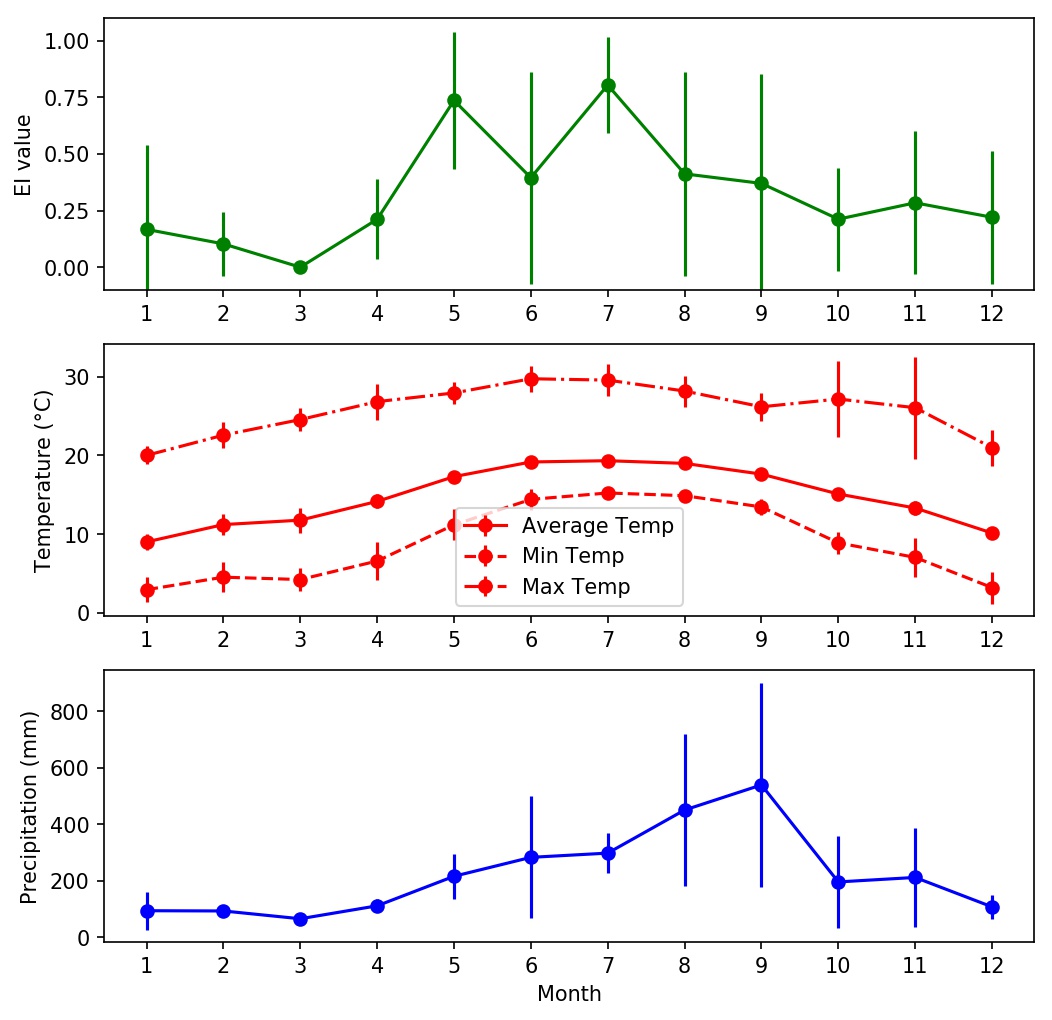 EI value
1.00
0.75
0.50
0.25
0.00
1 2 3 4 5 6 7 8 9 10 11 12
Temperature (°C)
30
20
10
0
Average Temp
Min Temp
Max Temp
1 2 3 4 5 6 7 8 9 10 11 12
Precipitation (mm)
800
600
400
200
0
1 2 3 4 5 6 7 8 9 10 11 12
Month